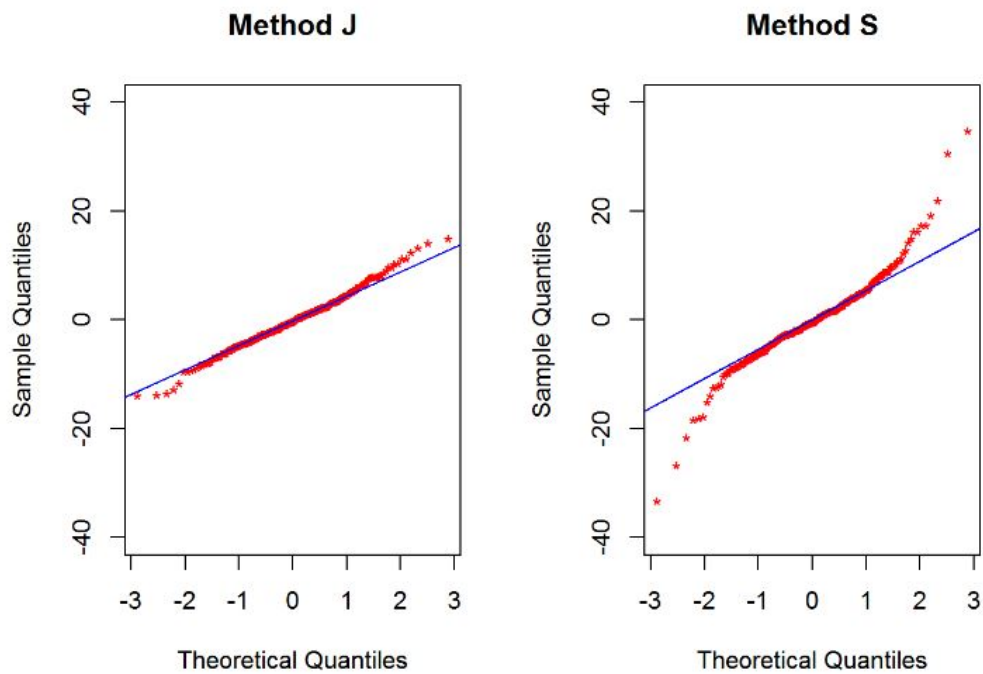 Method J
Sample Quantiles
40
20
0
-20
-40
-3 -2 -1 0 1 2 3
Theoretical Quantiles
Method S
Sample Quantiles
40
20
0
-20
-40
-3 -2 -1 0 1 2 3
Theoretical Quantiles